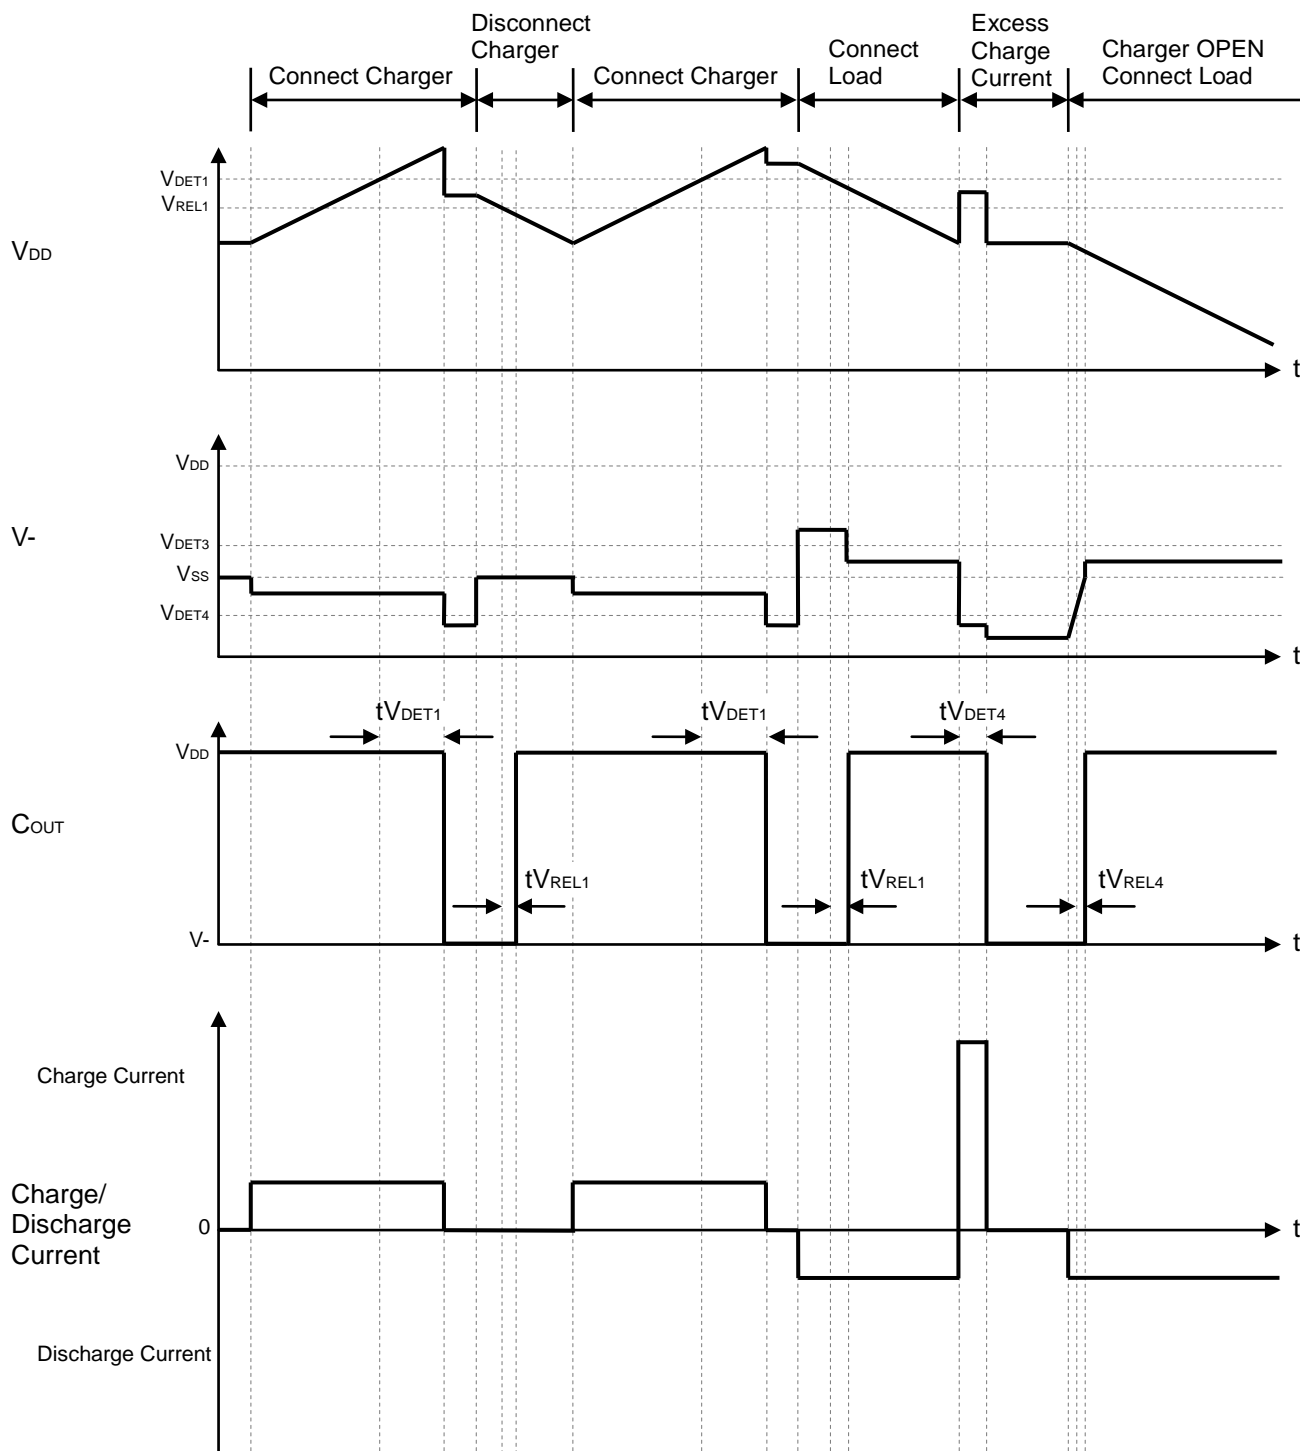 Connect Charger
Disconnect
Charger
Connect Charger
Connect
Load
Excess
Charge
Current
Charger OPEN
Connect Load
VDET1
VREL1
VDD
t
VDD
V-
VDET3
VSS
VDET4
t
tVDET1
tVDET1
tVDET4
VDD
COUT
tVREL1
tVREL1
tVREL4
V-
t
Charge Current
Charge/
Discharge
Current
0
t
Discharge Current